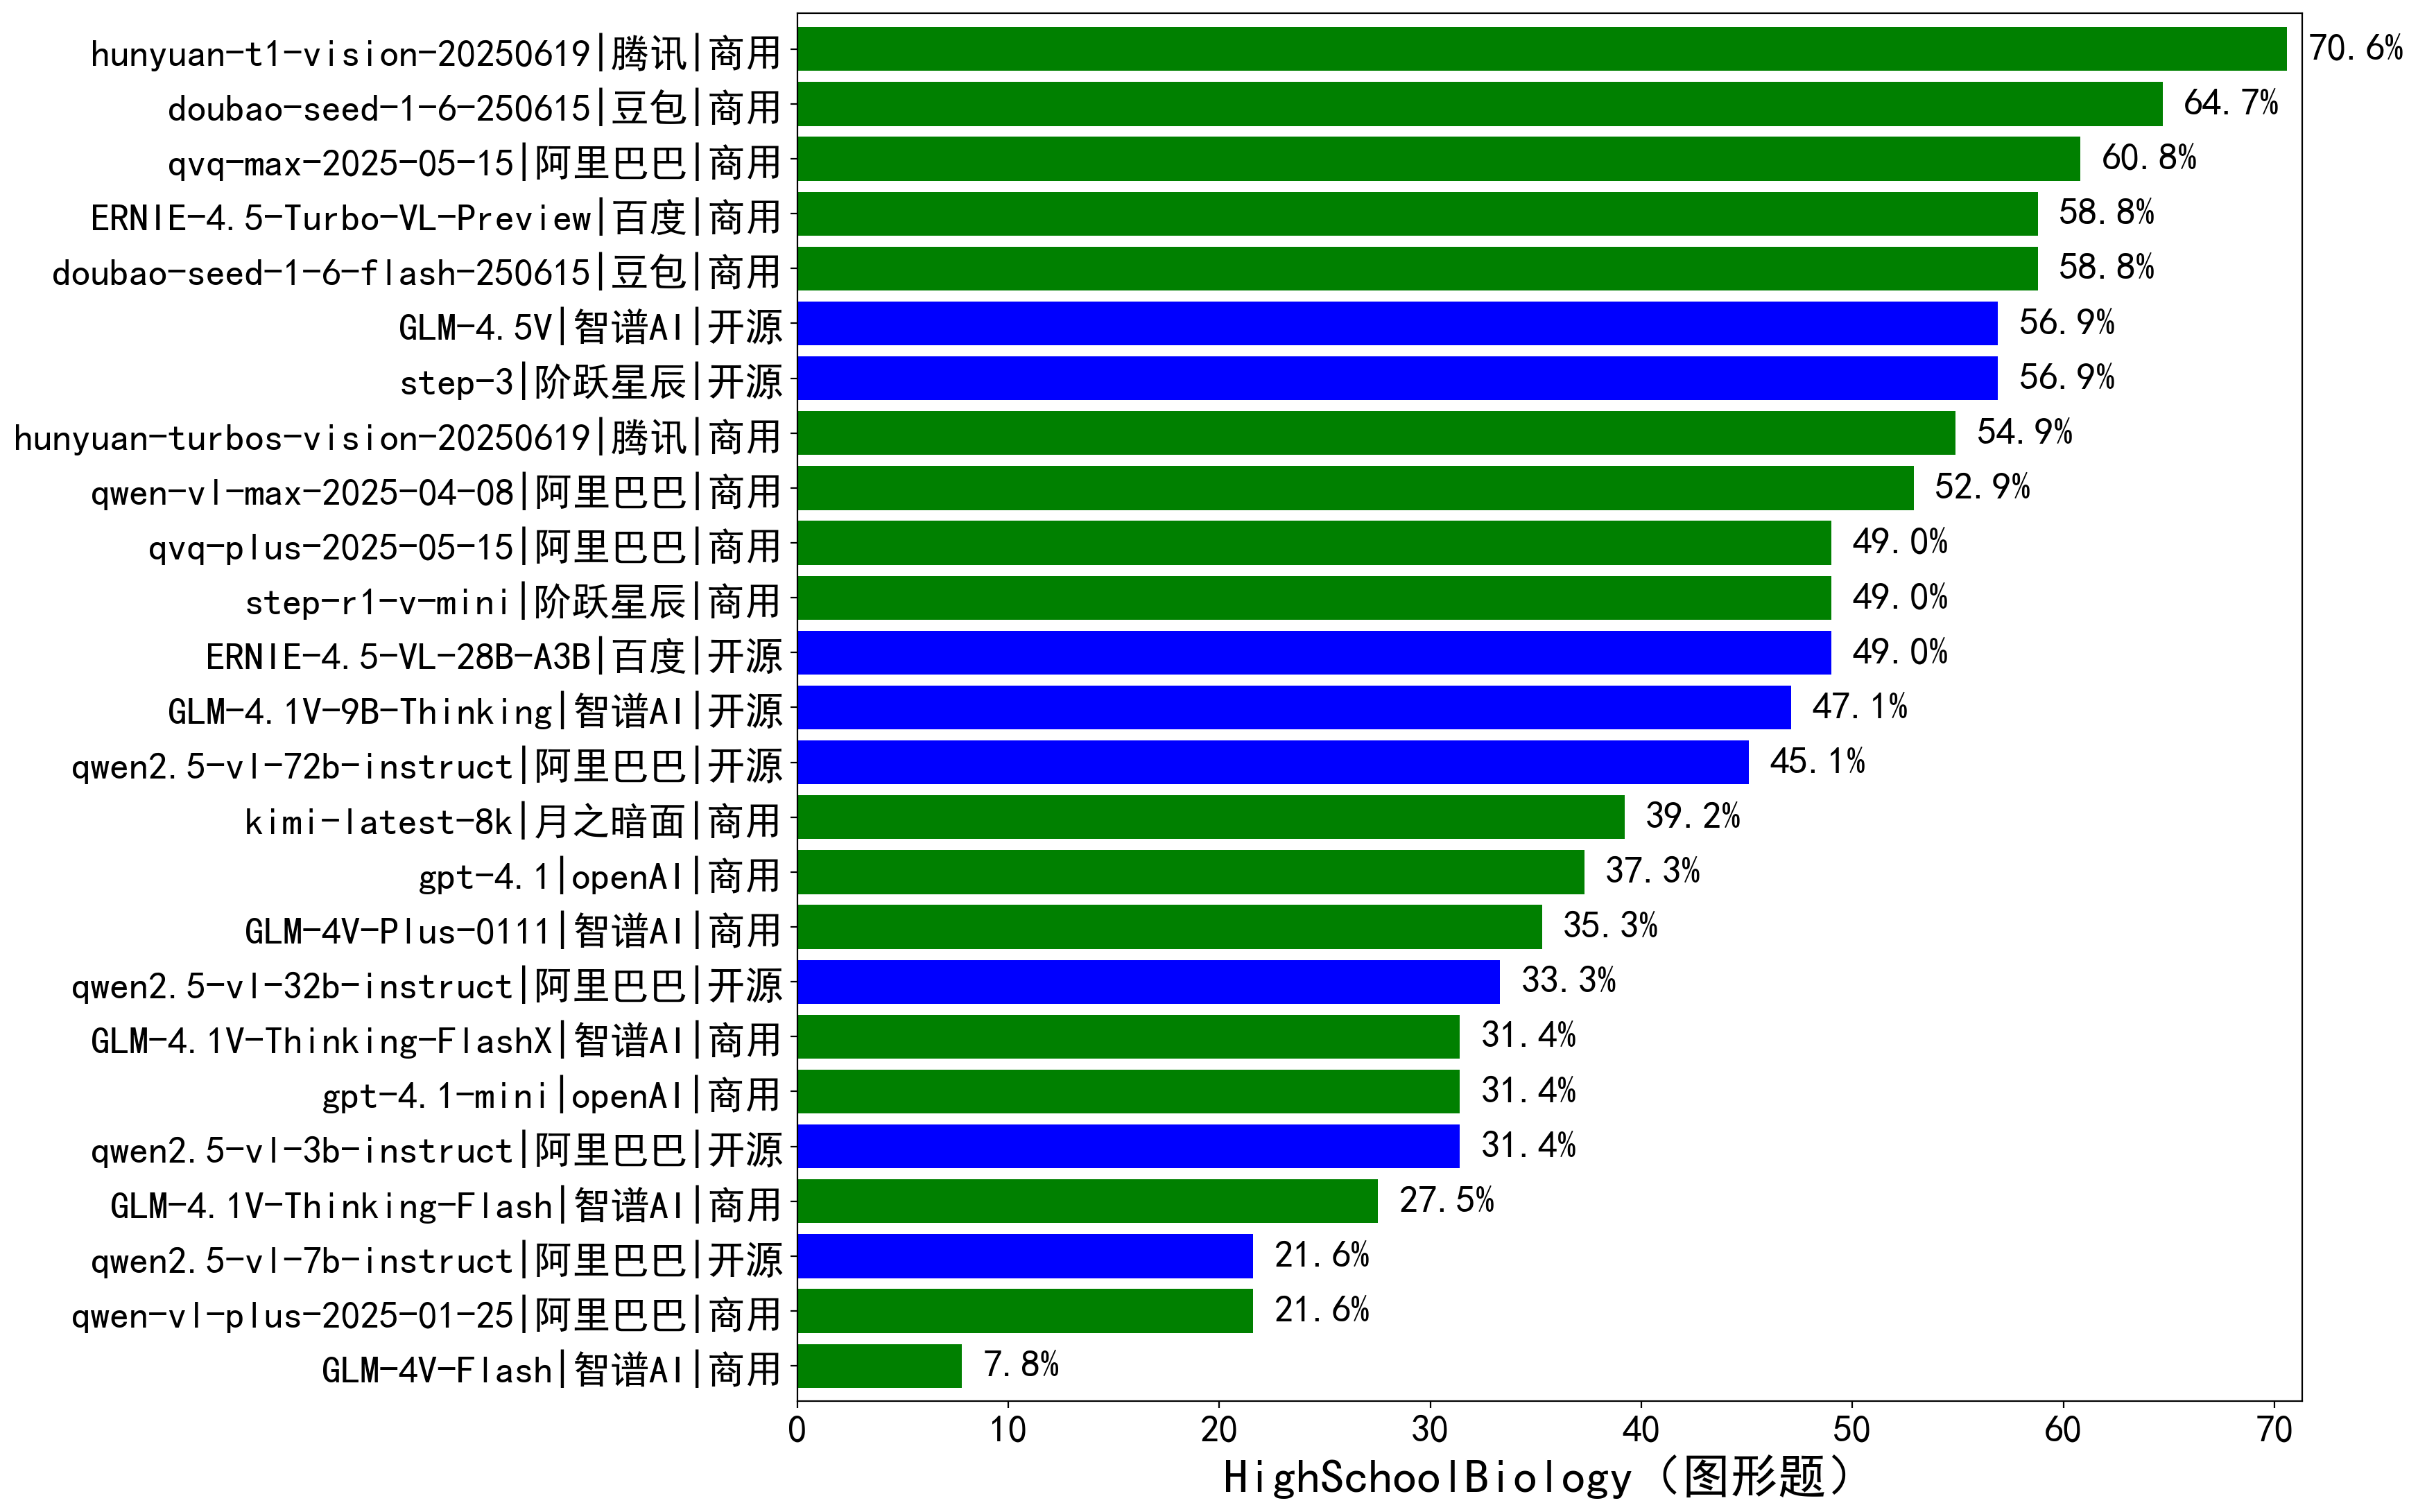 hunyuan-t1-vision-20250619|腾讯|商用 70.6%
doubao-seed-1-6-250615|豆包|商用 64.7%
qvq-max-2025-05-15|阿里巴巴|商用 60.8%
ERNIE-4.5-Turbo-VL-Preview|百度|商用 58.8%
doubao-seed-1-6-flash-250615|豆包|商用 58.8%
GLM-4.5V|智谱AI|开源 56.9%
step-3|阶跃星辰|开源 56.9%
hunyuan-turbos-vision-20250619|腾讯|商用 54.9%
qwen-vl-max-2025-04-08|阿里巴巴|商用 52.9%
qvq-plus-2025-05-15|阿里巴巴|商用 49.0%
step-r1-v-mini|阶跃星辰|商用 49.0%
ERNIE-4.5-VL-28B-A3B|百度|开源 49.0%
GLM-4.1V-9B-Thinking|智谱AI|开源 47.1%
qwen2.5-vl-72b-instruct|阿里巴巴|开源 45.1%
kimi-latest-8k|月之暗面|商用 39.2%
gpt-4.1|openAI|商用 37.3%
GLM-4V-Plus-0111|智谱AI|商用 35.3%
qwen2.5-vl-32b-instruct|阿里巴巴|开源 33.3%
GLM-4.1V-Thinking-FlashX|智谱AI|商用 31.4%
gpt-4.1-mini|openAI|商用 31.4%
qwen2.5-vl-3b-instruct|阿里巴巴|开源 31.4%
GLM-4.1V-Thinking-Flash|智谱AI|商用 27.5%
qwen2.5-vl-7b-instruct|阿里巴巴|开源 21.6%
qwen-vl-plus-2025-01-25|阿里巴巴|商用 21.6%
GLM-4V-Flash|智谱AI|商用 7.8%
0 10 20 30 40 50 60 70
HighSchoolBiology（图形题）